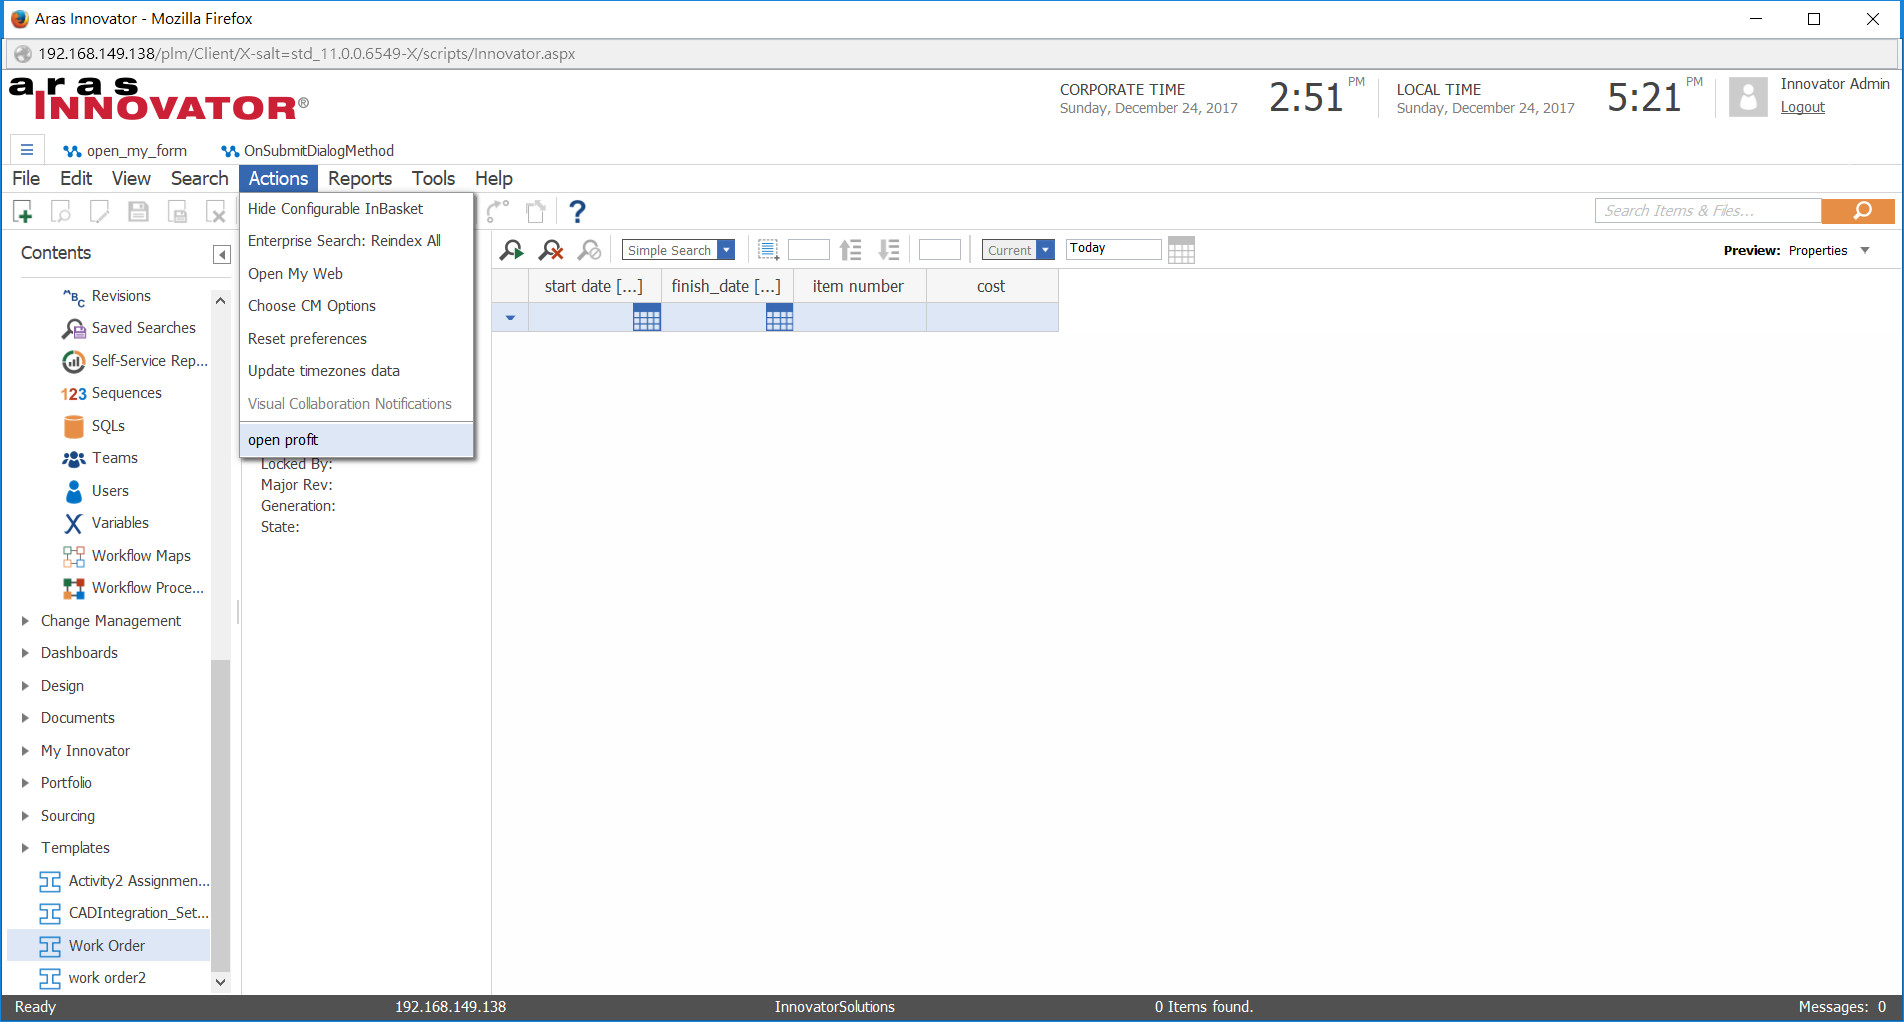 Aras Innovator - Mozilla Firefox
192.168.149.138/plm/Client/X-salt=std_11.0.0.6549-X/scripts/Innovator.aspx
aras
INNOVATOR®
CORPORATE TIME
Sunday, December 24, 2017
2:51 PM
LOCAL TIME
Sunday, December 24, 2017
5:21 PM
Innovator Admin
Logout
open_my_form
OnSubmitDialogMethod
File Edit View Search Actions Reports Tools Help
Search Items & Files...
Hide Configurable InBasket
Enterprise Search: Reindex All
Open My Web
Choose CM Options
Reset preferences
Update timezones data
Visual Collaboration Notifications
open profit
Locked By:
Major Rev:
Generation:
State:
Contents
Revisions
Saved Searches
Self-Service Rep...
123 Sequences
SQLs
Teams
Users
Variables
Workflow Maps
Workflow Proce...
Change Management
Dashboards
Design
Documents
My Innovator
Portfolio
Sourcing
Templates
Activity2 Assignmen...
CADIntegration_Set...
Work Order
work order2
Simple Search
Current
Today
Preview: Properties
start date [...] finish_date [...] item number cost
Ready
192.168.149.138
InnovatorSolutions
0 Items found.
Messages: 0